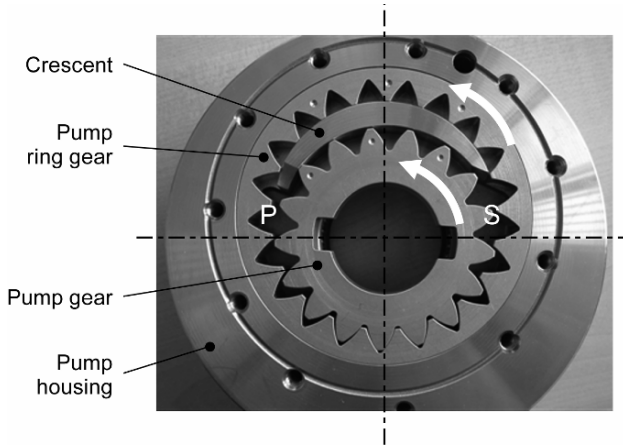 Crescent
Pump
ring gear
P
S
Pump gear
Pump
housing